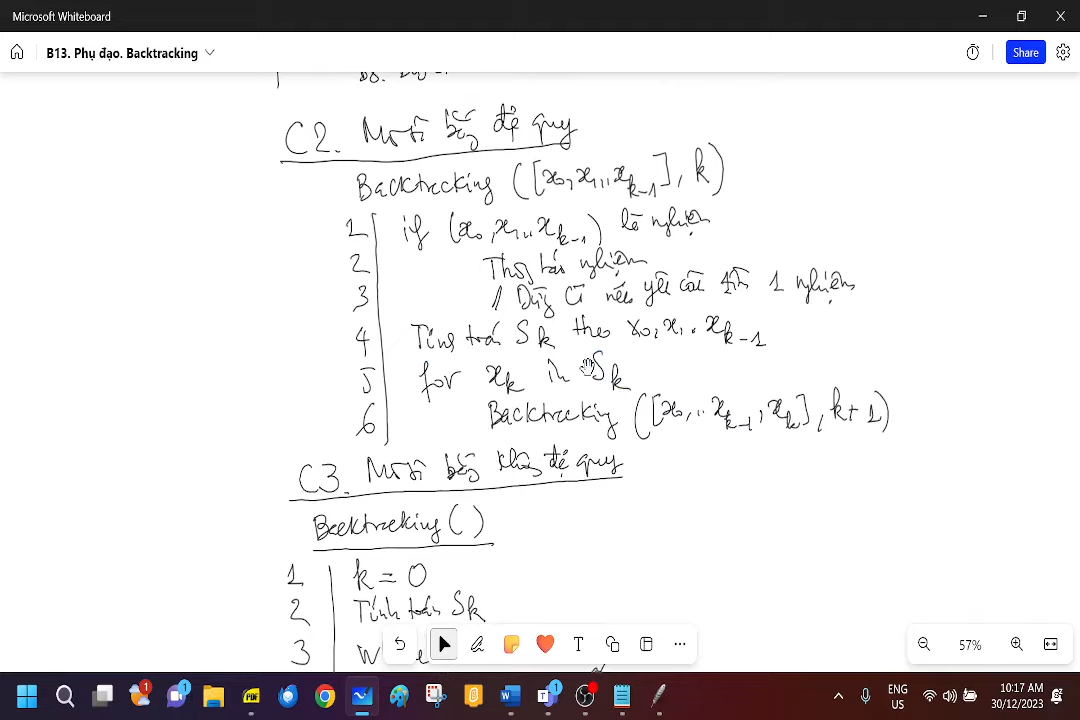 Microsoft Whiteboard
B13. Phụ đạo. Backtracking
Share
C2. Mô tả bằng đệ quy
Backtracking ([x0, x1,, xk-1], k)
1 if (x0, x1.. xk-1) là nghiệm
2 Thông báo nghiệm
3 // Dừng nếu yêu cầu tìm 1 nghiệm
4 Tính toán Sk theo x0, x1.. xk-1
5 for xk in Sk
6 Backtracking ([x0,.. xk-1, xk], k+1)
C3. Mô tả bằng không đệ quy
Backtracking ()
1 k = 0
2 Tính toán Sk
3
57%
ENG
US
10:17 AM
30/12/2023